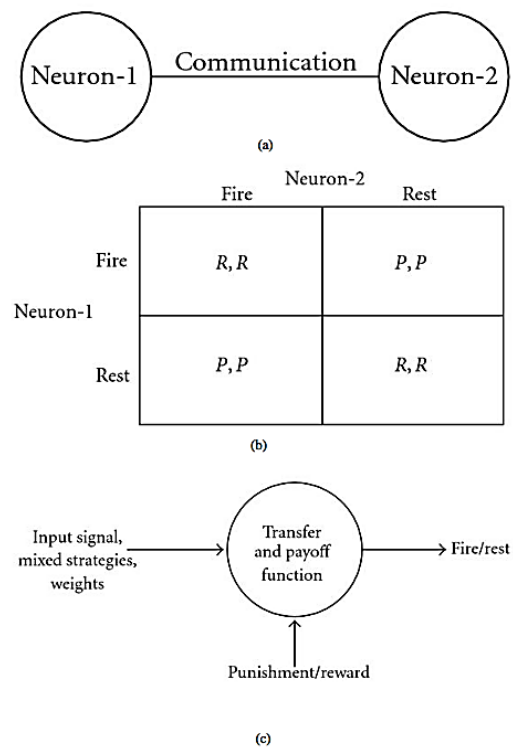 Neuron-1
Communication
Neuron-2
(a)
Neuron-2
Fire
Rest
Fire
R, R
P, P
Neuron-1
Rest
P, P
R, R
(b)
Input signal,
mixed strategies,
weights
Transfer
and payoff
function
Fire/rest
Punishment/reward
(c)